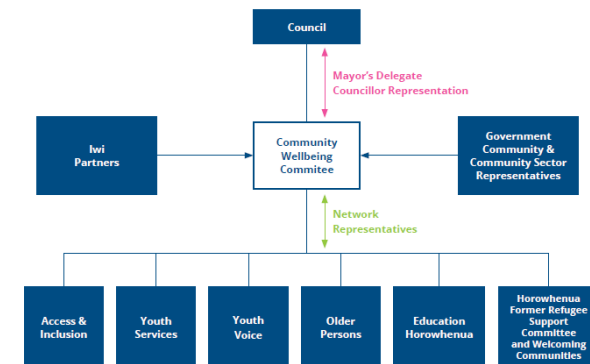 Council
Mayor's Delegate
Councillor Representation
Iwi
Partners
Community
Wellbeing
Commitee
Government
Community &
Community Sector
Representatives
Network
Representatives
Access &
Inclusion
Youth
Services
Youth
Voice
Older
Persons
Education
Horowhenua
Horowhenua
Former Refugee
Support
Committee
and Welcoming
Communities